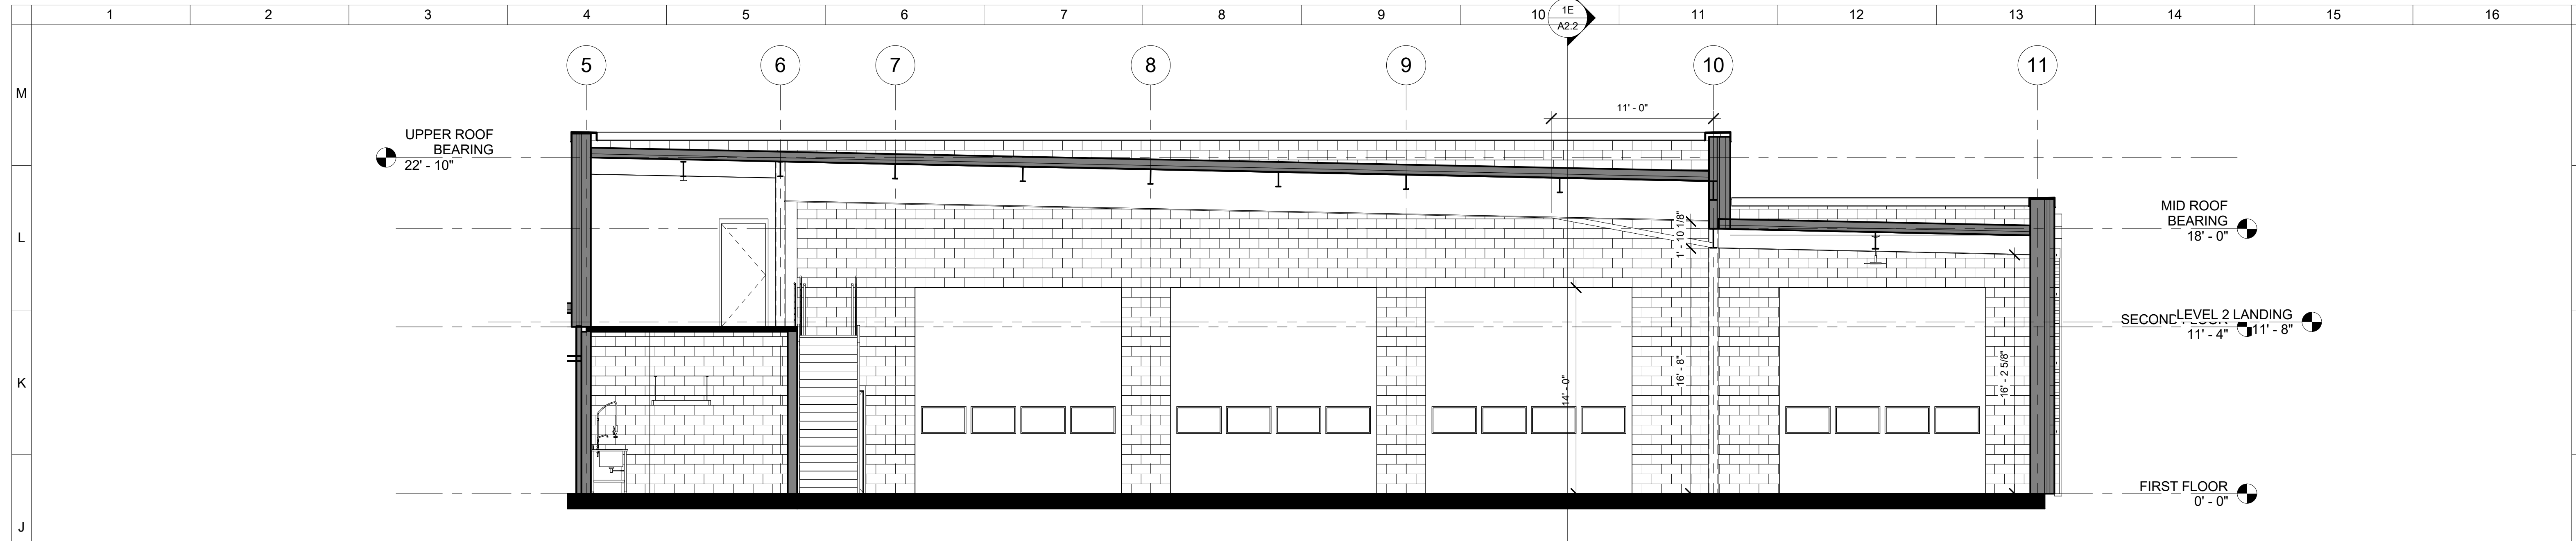 1 2 3 4 5 6 7 8 9 10 11 12 13 14 15 16
1E
A2.2
5 6 7 8 9 10 11
M
11' - 0"
UPPER ROOF
BEARING
22' - 10"
MID ROOF
BEARING
18' - 0"
L
1' - 10 1/8"
SECOND FLOOR
11' - 4"
LEVEL 2 LANDING
11' - 8"
K
14' - 0"
16' - 8"
16' - 2 5/8"
FIRST FLOOR
0' - 0"
J